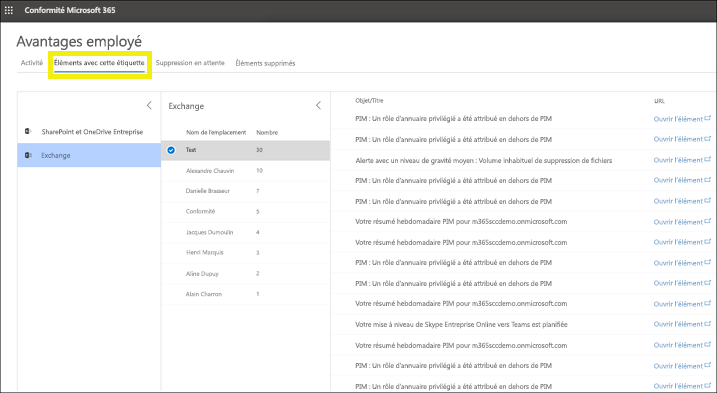 Conformité Microsoft 365
Avantages employé
Activité Éléments avec cette étiquette Suppression en attente Éléments supprimés
SharePoint et OneDrive Entreprise
Exchange
Exchange
Nom de l'emplacement Nombre
Test 30
Alexandre Chauvin 10
Danielle Brasseur 7
Conformité 5
Jacques Dumoulin 4
Henri Marquis 3
Aline Dupuy 2
Alain Charron 1
Objet/Titre URL
PIM : Un rôle d'annuaire privilégié a été attribué en dehors de PIM Ouvrir l'élément
PIM : Un rôle d'annuaire privilégié a été attribué en dehors de PIM Ouvrir l'élément
Alerte avec un niveau de gravité moyen : Volume inhabituel de suppression de fichiers Ouvrir l'élément
PIM : Un rôle d'annuaire privilégié a été attribué en dehors de PIM Ouvrir l'élément
PIM : Un rôle d'annuaire privilégié a été attribué en dehors de PIM Ouvrir l'élément
Votre résumé hebdomadaire PIM pour m365sccdemo.onmicrosoft.com Ouvrir l'élément
Votre résumé hebdomadaire PIM pour m365sccdemo.onmicrosoft.com Ouvrir l'élément
PIM : Un rôle d'annuaire privilégié a été attribué en dehors de PIM Ouvrir l'élément
PIM : Un rôle d'annuaire privilégié a été attribué en dehors de PIM Ouvrir l'élément
Votre résumé hebdomadaire PIM pour m365sccdemo.onmicrosoft.com Ouvrir l'élément
Votre mise à niveau de Skype Entreprise Online vers Teams est planifiée Ouvrir l'élément
Votre résumé hebdomadaire PIM pour m365sccdemo.onmicrosoft.com Ouvrir l'élément
PIM : Un rôle d'annuaire privilégié a été attribué en dehors de PIM Ouvrir l'élément
PIM : Un rôle d'annuaire privilégié a été attribué en dehors de PIM Ouvrir l'élément